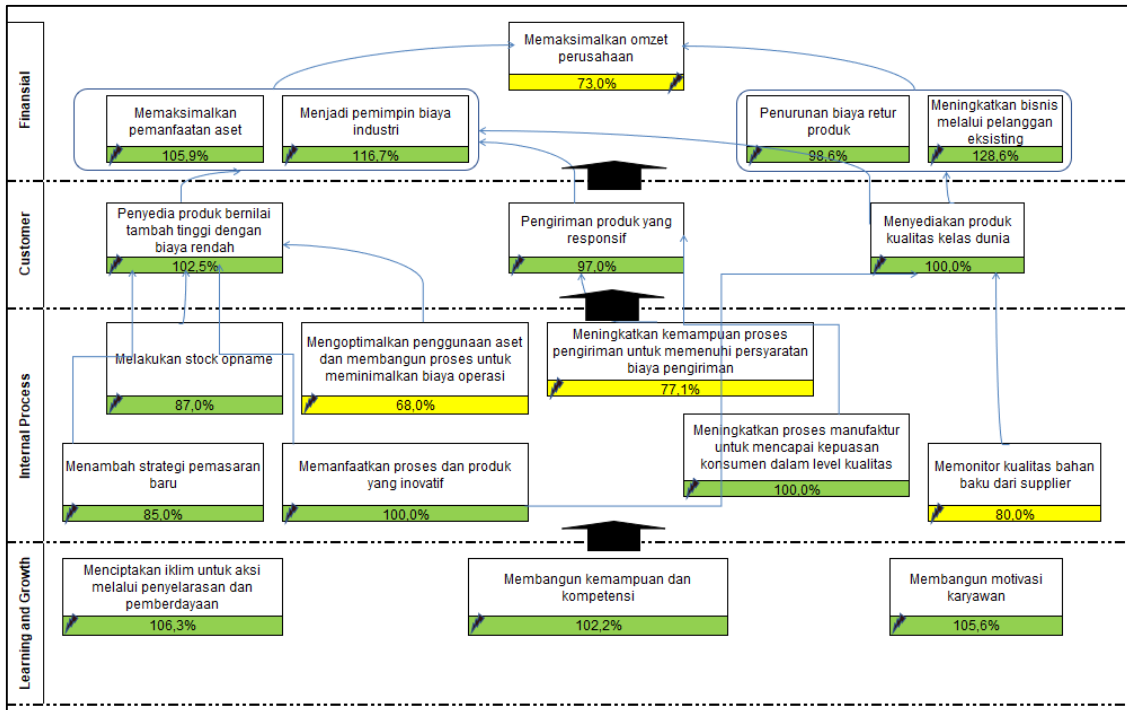 Finansial
Memaksimalkan omzet
perusahaan
73,0%
Memaksimalkan
pemanfaatan aset
105,9%
Menjadi pemimpin biaya
industri
116,7%
Penurunan biaya retur
produk
98,6%
Meningkatkan bisnis
melalui pelanggan
eksisting
128,6%
Customer
Penyedia produk bernilai
tambah tinggi dengan
biaya rendah
102,5%
Pengiriman produk yang
responsif
97,0%
Menyediakan produk
kualitas kelas dunia
100,0%
Internal Process
Melakukan stock opname
87,0%
Mengoptimalkan penggunaan aset
dan membangun proses untuk
meminimalkan biaya operasi
68,0%
Meningkatkan kemampuan proses
pengiriman untuk memenuhi persyaratan
biaya pengiriman
77,1%
Menambah strategi pemasaran
baru
85,0%
Memanfaatkan proses dan produk
yang inovatif
100,0%
Meningkatkan proses manufaktur
untuk mencapai kepuasan
konsumen dalam level kualitas
100,0%
Memonitor kualitas bahan
baku dari supplier
80,0%
Learning and Growth
Menciptakan iklim untuk aksi
melalui penyelarasan dan
pemberdayaan
106,3%
Membangun kemampuan dan
kompetensi
102,2%
Membangun motivasi
karyawan
105,6%